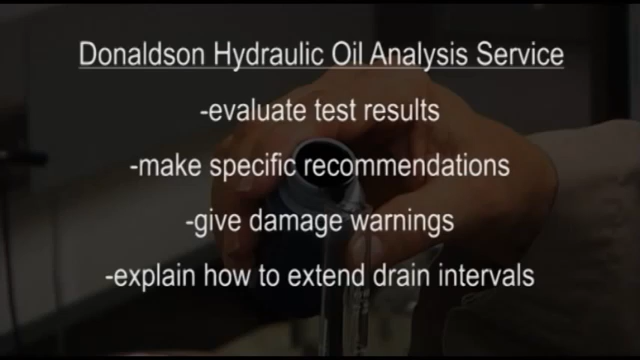 Donaldson Hydraulic Oil Analysis Service
-evaluate test results
-make specific recommendations
-give damage warnings
-explain how to extend drain intervals